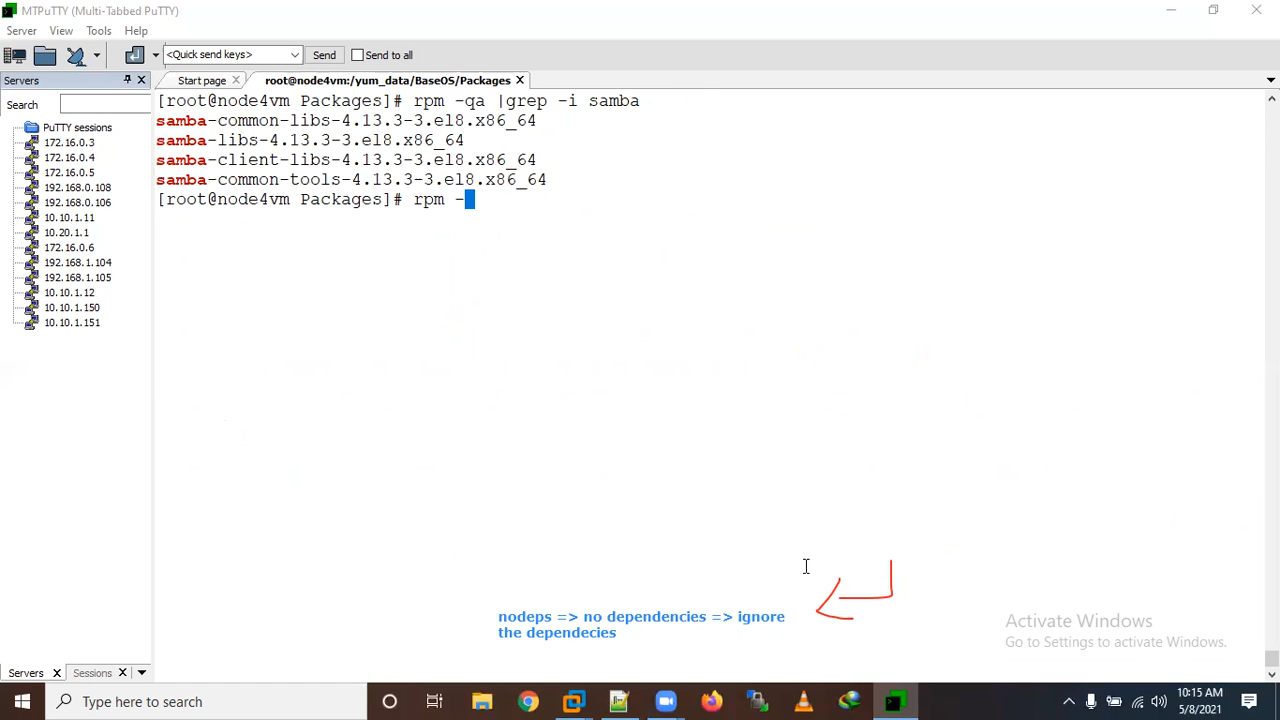 MTPuTTY (Multi-Tabbed PuTTY)
Server View Tools Help
<Quick send keys> Send Send to all
Servers
Start page root@node4vm:/yum_data/BaseOS/Packages
Search
PuTTY sessions
172.16.0.3
172.16.0.4
172.16.0.5
192.168.0.108
192.168.0.106
10.10.1.11
10.20.1.1
172.16.0.6
192.168.1.104
192.168.1.105
10.10.1.12
10.10.1.150
10.10.1.151
[root@node4vm Packages]# rpm -qa |grep -i samba
samba-common-libs-4.13.3-3.el8.x86_64
samba-libs-4.13.3-3.el8.x86_64
samba-client-libs-4.13.3-3.el8.x86_64
samba-common-tools-4.13.3-3.el8.x86_64
[root@node4vm Packages]# rpm -
nodeps => no dependencies => ignore
the dependecies
Activate Windows
Go to Settings to activate Windows.
Servers Sessions
Type here to search
10:15 AM
5/8/2021